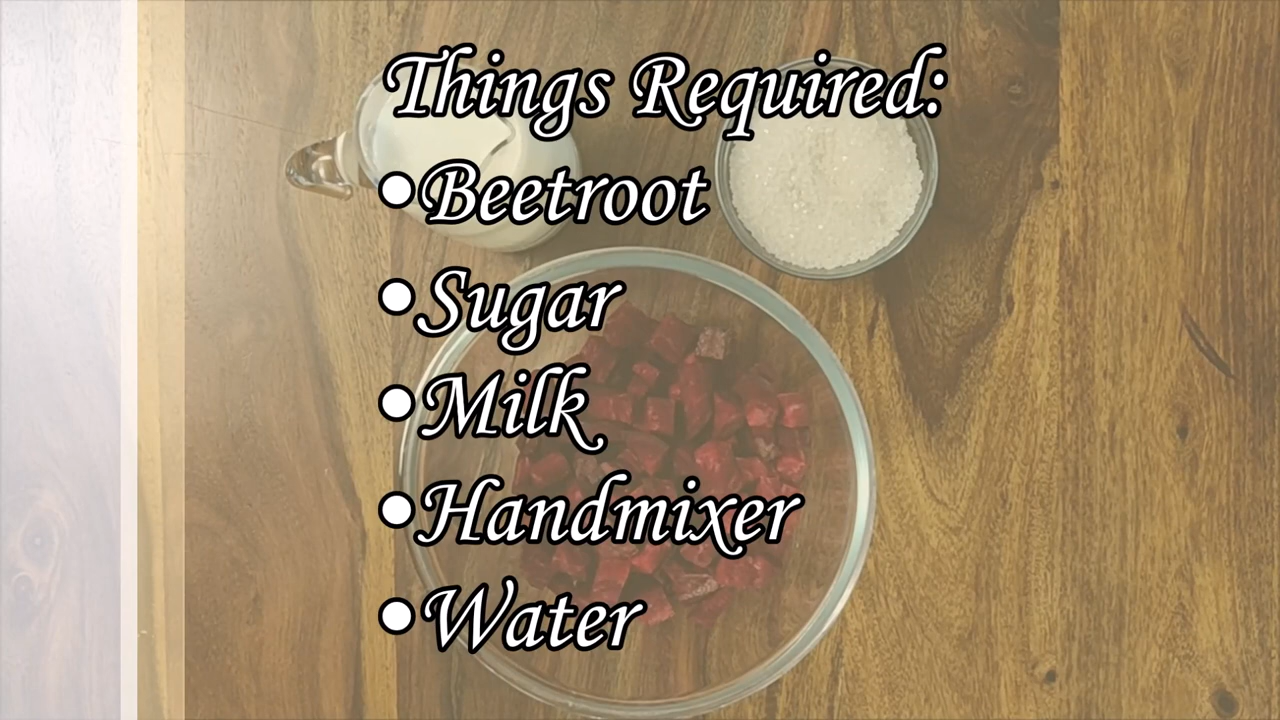 Things Required:
•Beetroot
•Sugar
•Milk
•Handmixer
•Water